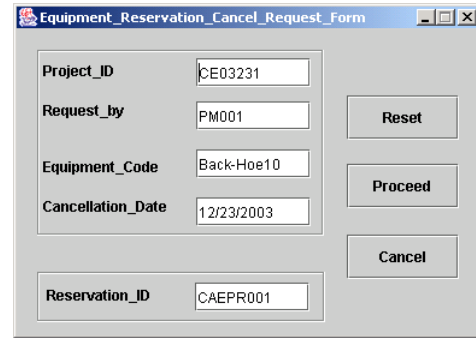 Equipment_Reservation_Cancel_Request_Form
Project_ID CE03231
Request_by PM001
Reset
Equipment_Code Back-Hoe10
Proceed
Cancellation_Date 12/23/2003
Cancel
Reservation_ID CAEPR001